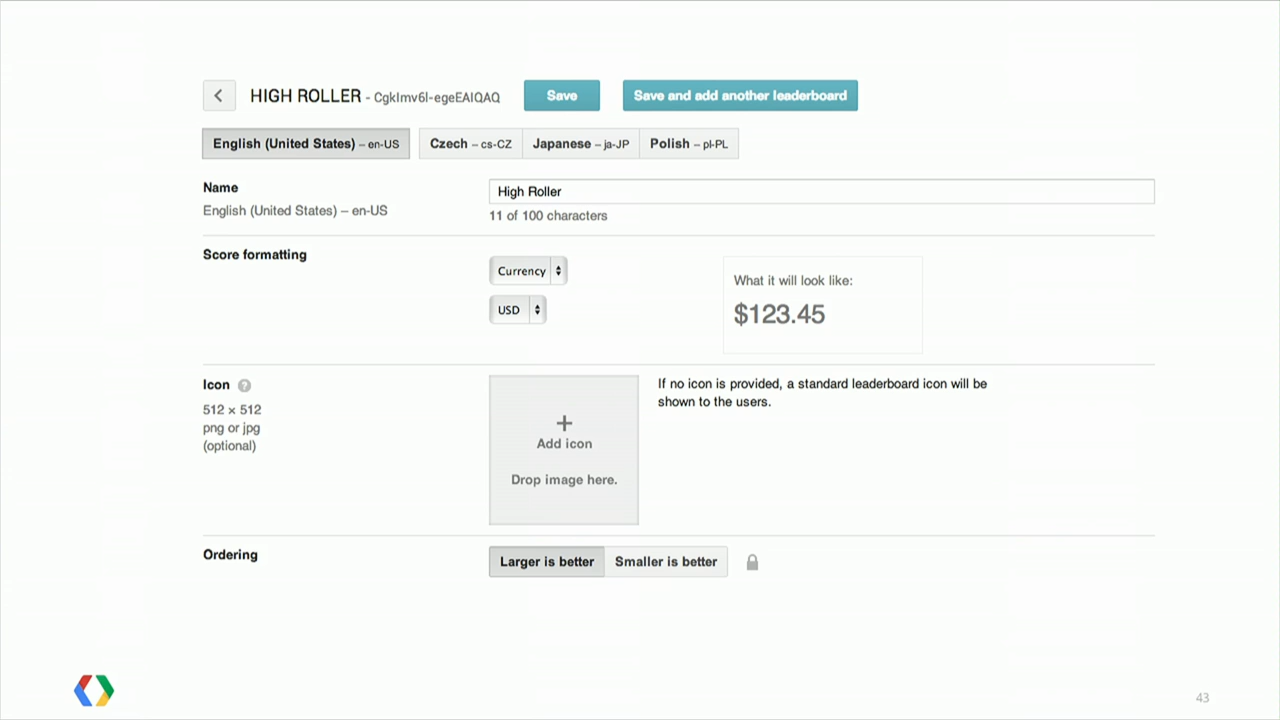 HIGH ROLLER - CgkImv6l-egeEAIQAQ
Save
Save and add another leaderboard
English (United States) – en-US
Czech – cs-CZ
Japanese – ja-JP
Polish – pl-PL
Name
English (United States) – en-US
High Roller
11 of 100 characters
Score formatting
Currency
USD
What it will look like:
$123.45
Icon ?
512 × 512
png or jpg
(optional)
+
Add icon
Drop image here.
If no icon is provided, a standard leaderboard icon will be
shown to the users.
Ordering
Larger is better
Smaller is better
43